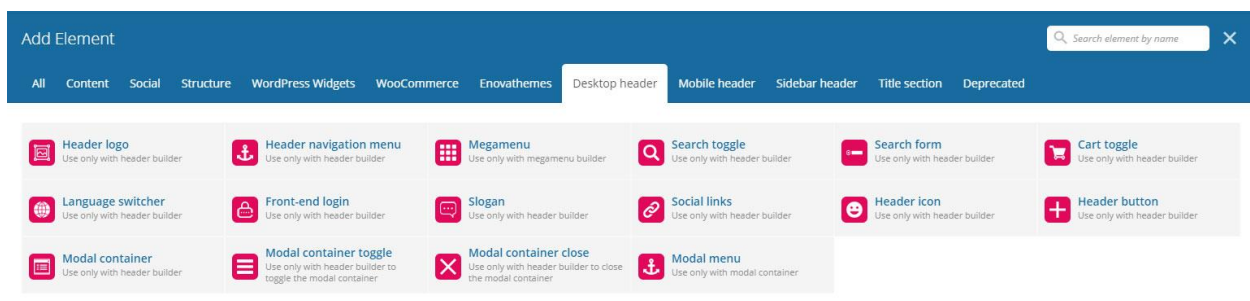 Add Element
Search element by name
All Content Social Structure WordPress Widgets WooCommerce Enovathemes Desktop header Mobile header Sidebar header Title section Deprecated
Header logo
Use only with header builder
Header navigation menu
Use only with header builder
Megamenu
Use only with megamenu builder
Search toggle
Use only with header builder
Search form
Use only with header builder
Cart toggle
Use only with header builder
Language switcher
Use only with header builder
Front-end login
Use only with header builder
Slogan
Use only with header builder
Social links
Use only with header builder
Header icon
Use only with header builder
Header button
Use only with header builder
Modal container
Use only with header builder
Modal container toggle
Use only with header builder to
toggle the modal container
Modal container close
Use only with header builder to close
the modal container
Modal menu
Use only with modal container